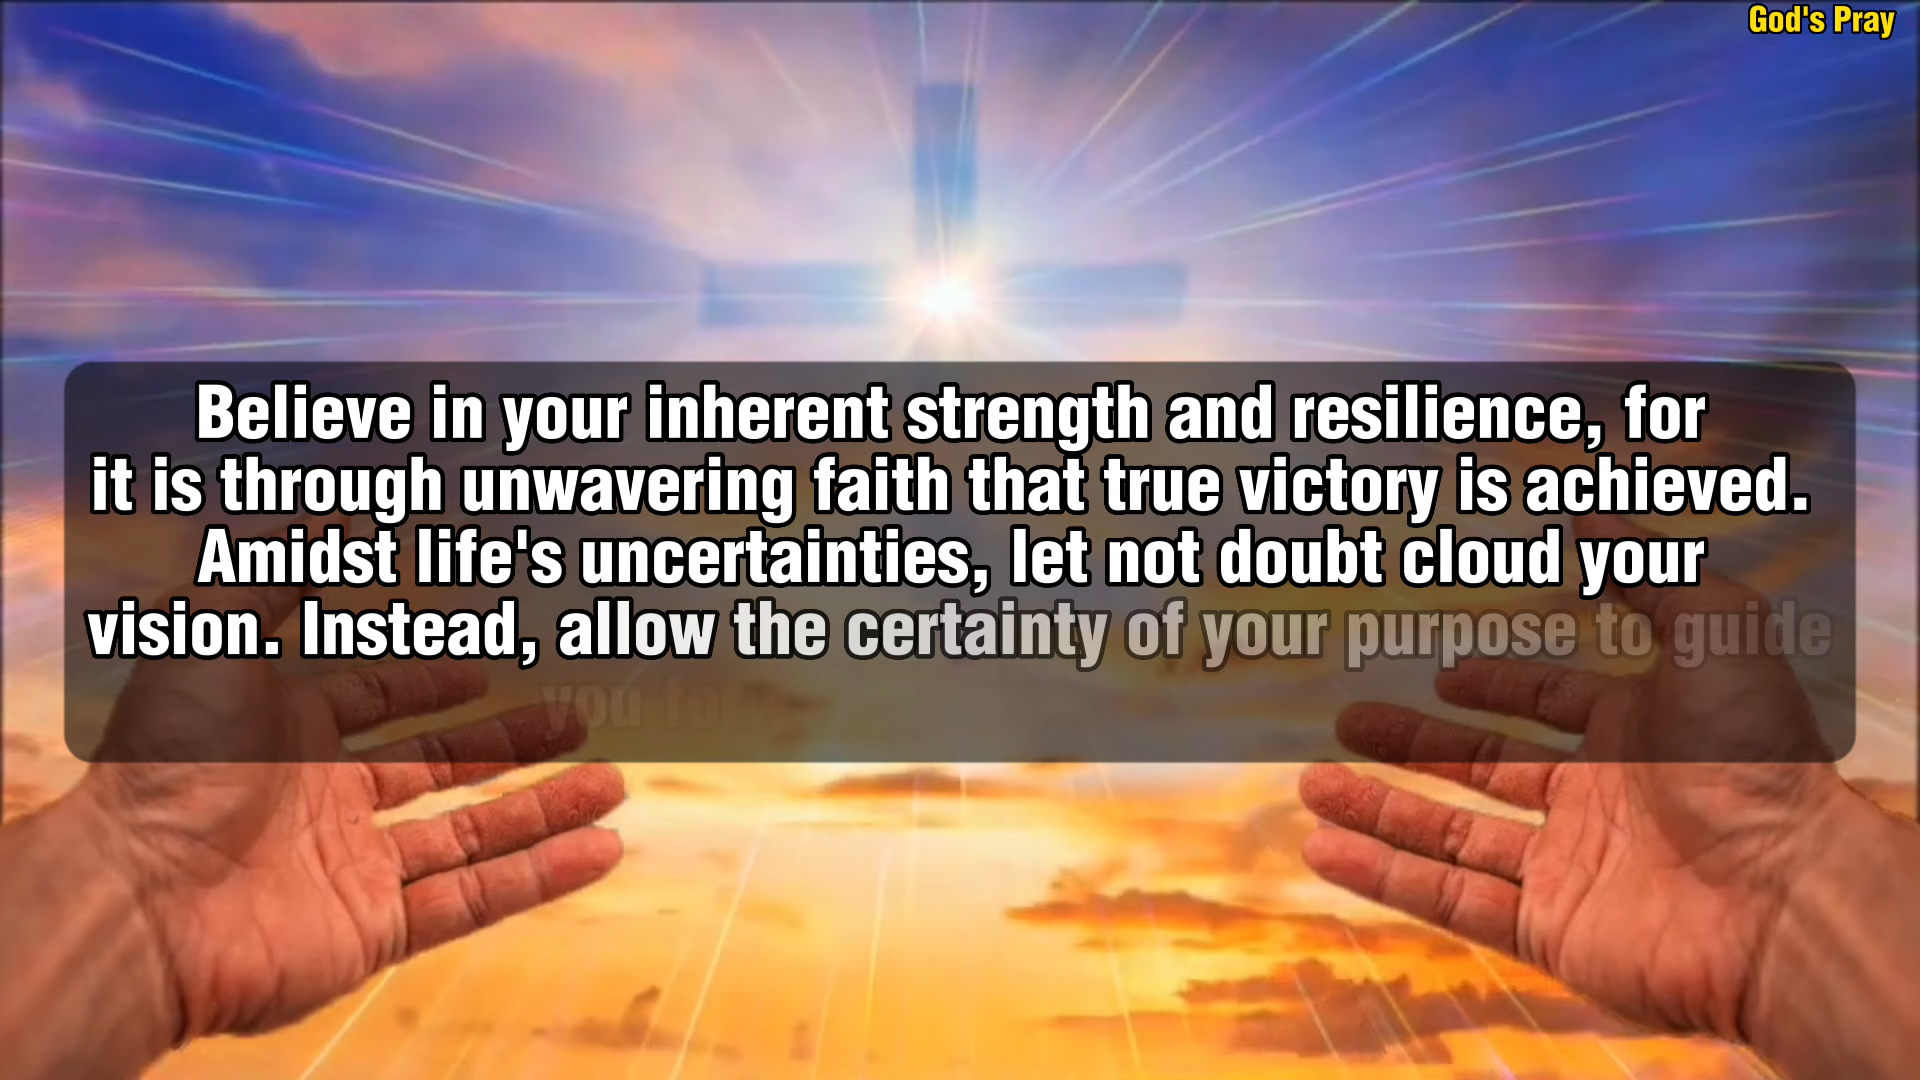 God's Pray
Believe in your inherent strength and resilience, for
it is through unwavering faith that true victory is achieved.
Amidst life's uncertainties, let not doubt cloud your
vision. Instead, allow the certainty of your purpose to guide
you